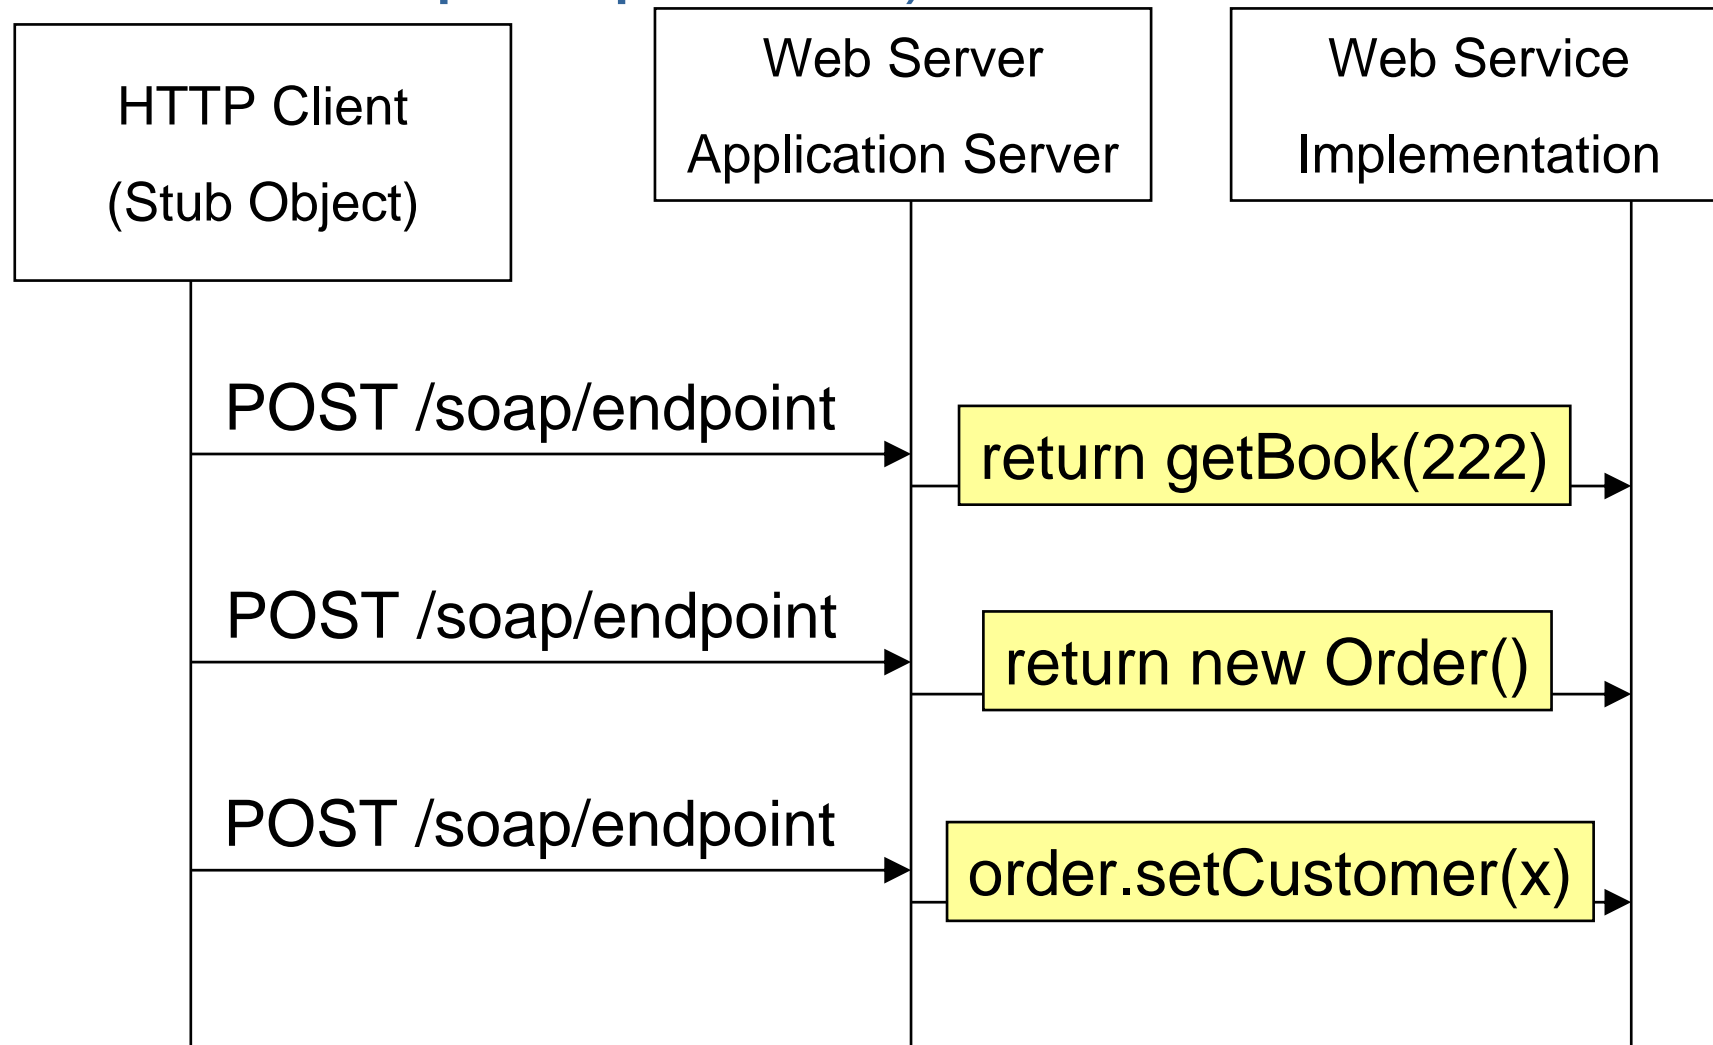 HTTP Client
(Stub Object)
Web Server
Application Server
Web Service
Implementation
POST /soap/endpoint
return getBook(222)
POST /soap/endpoint
return new Order()
POST /soap/endpoint
order.setCustomer(x)